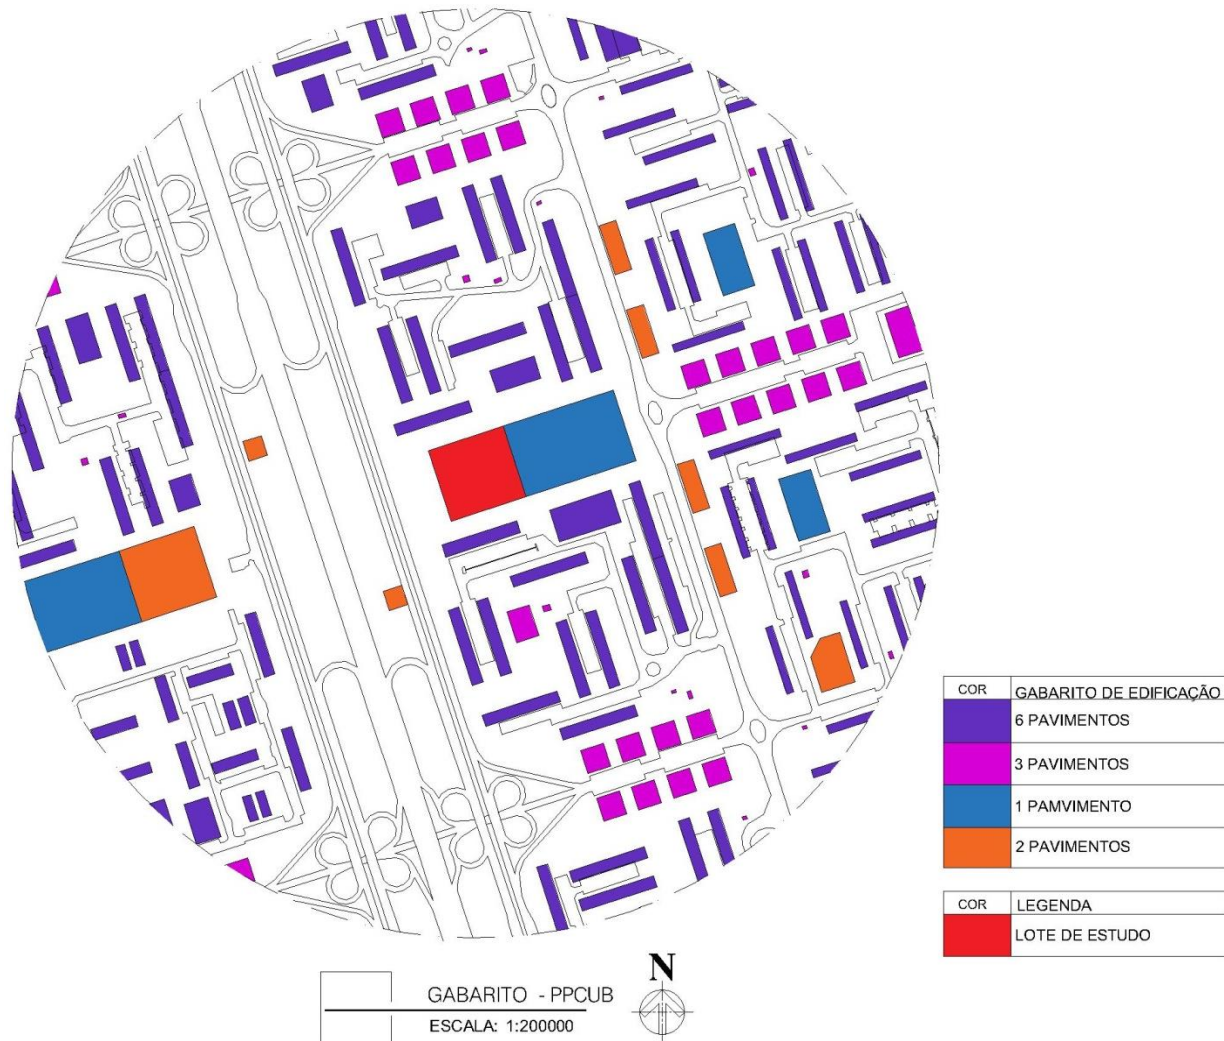 COR GABARITO DE EDIFICAÇÃO
6 PAVIMENTOS
3 PAVIMENTOS
1 PAMVIMENTO
2 PAVIMENTOS
COR LEGENDA
LOTE DE ESTUDO
N
GABARITO - PPCUB
ESCALA: 1:200000